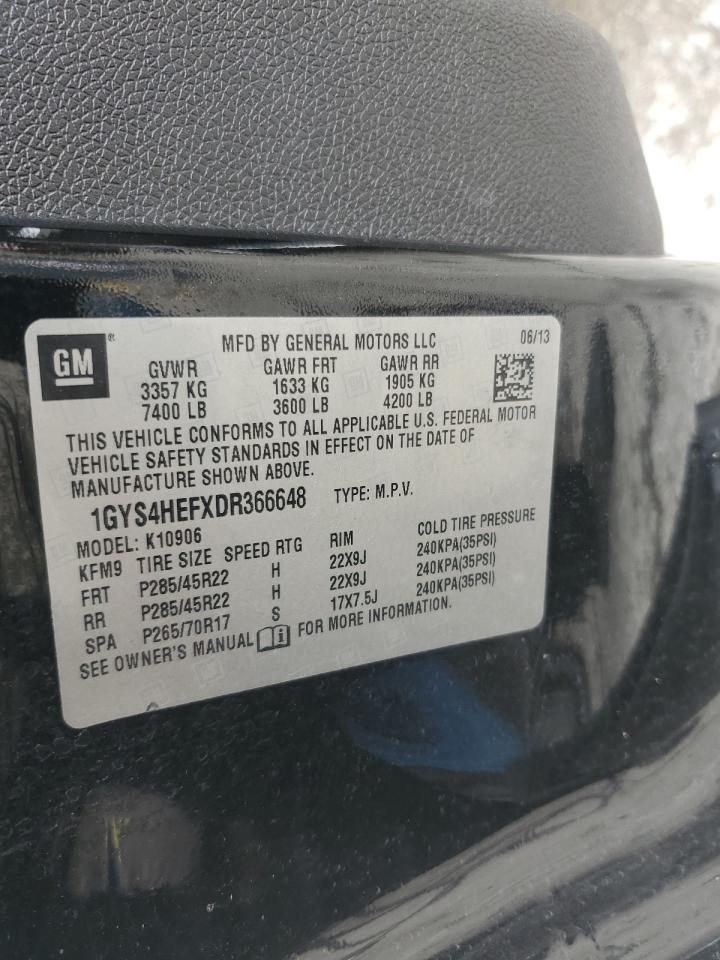 GM®
MFD BY GENERAL MOTORS LLC 06/13
GVWR GAWR FRT GAWR RR
3357 KG 1633 KG 1905 KG
7400 LB 3600 LB 4200 LB
THIS VEHICLE CONFORMS TO ALL APPLICABLE U.S. FEDERAL MOTOR
VEHICLE SAFETY STANDARDS IN EFFECT ON THE DATE OF
MANUFACTURE SHOWN ABOVE.
1GYS4HEFXDR366648 TYPE: M.P.V.
MODEL: K10906
KFM9 TIRE SIZE SPEED RTG RIM COLD TIRE PRESSURE
FRT P285/45R22 H 22X9J 240KPA(35PSI)
RR P285/45R22 H 22X9J 240KPA(35PSI)
SPA P265/70R17 S 17X7.5J 240KPA(35PSI)
SEE OWNER'S MANUAL FOR MORE INFORMATION.